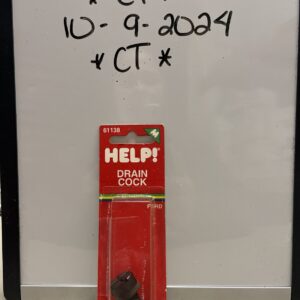 10-9-2024
* CT *
61138
HELP!
DRAIN
COCK
FORD